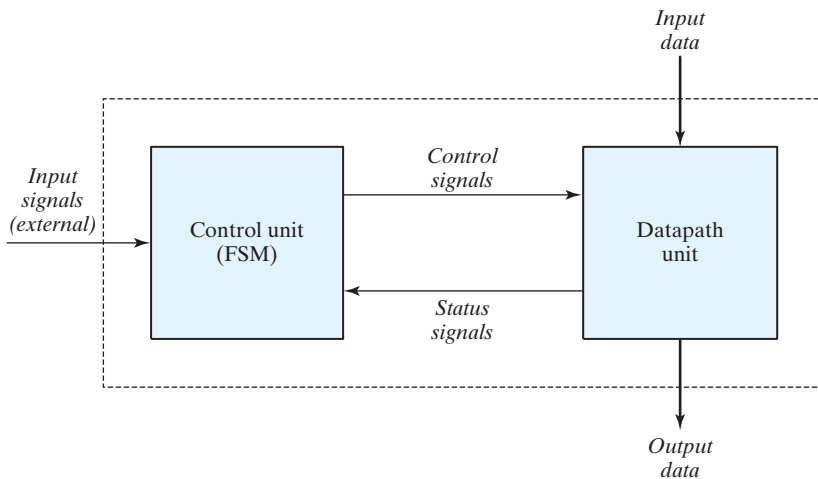 Input
data
Input
signals
(external)
Control unit
(FSM)
Control
signals
Status
signals
Datapath
unit
Output
data